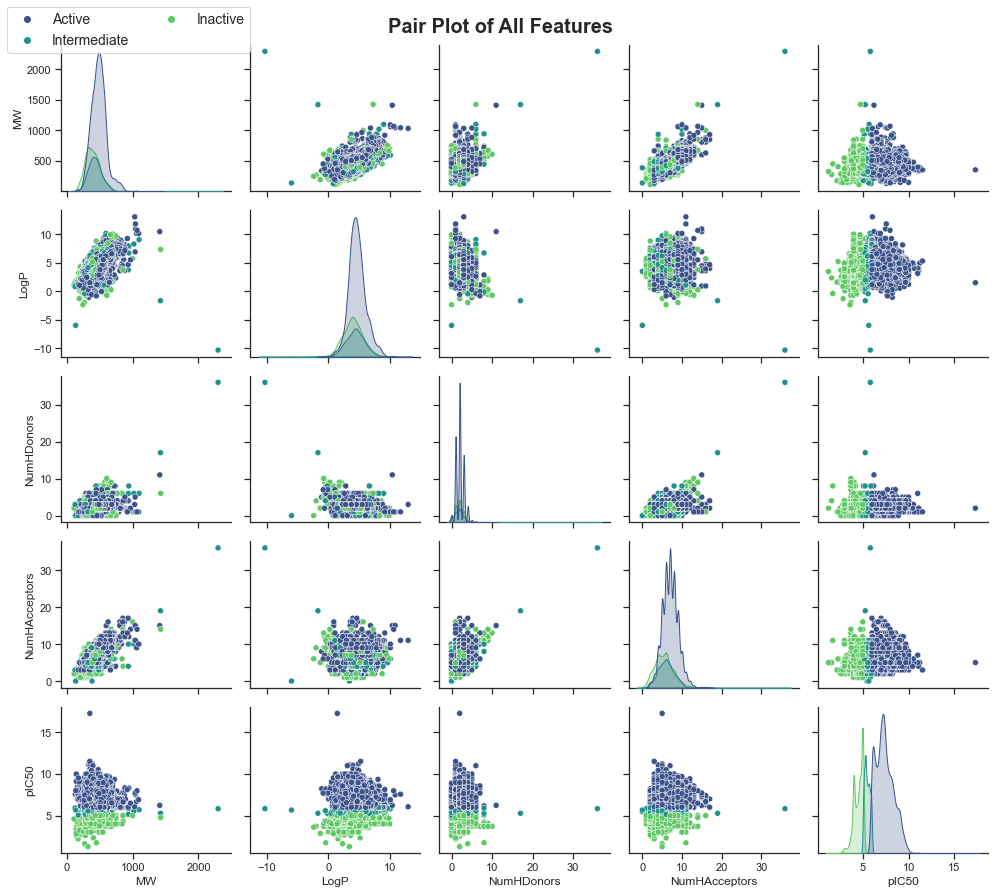 Pair Plot of All Features
Active
Inactive
Intermediate
MW
2000
1500
1000
500
LogP
10
5
0
−5
−10
NumHDonors
30
20
10
0
NumHAcceptors
30
20
10
0
pIC50
15
10
5
0 1000 2000
−10 0 10
0 10 20 30
0 10 20 30
5 10 15
MW
LogP
NumHDonors
NumHAcceptors
pIC50